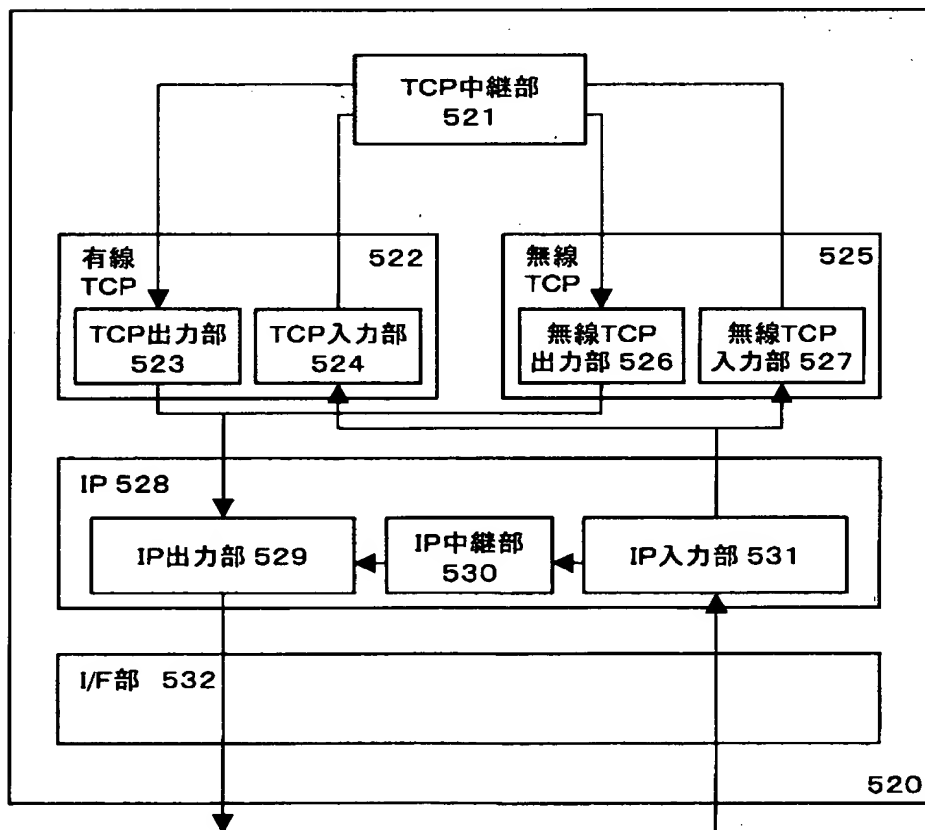 TCP中継部
521
有線
TCP
522
TCP出力部
523
TCP入力部
524
無線
TCP
525
無線TCP
出力部 526
無線TCP
入力部 527
IP 528
IP出力部 529
IP中継部
530
IP入力部 531
I/F部 532
520